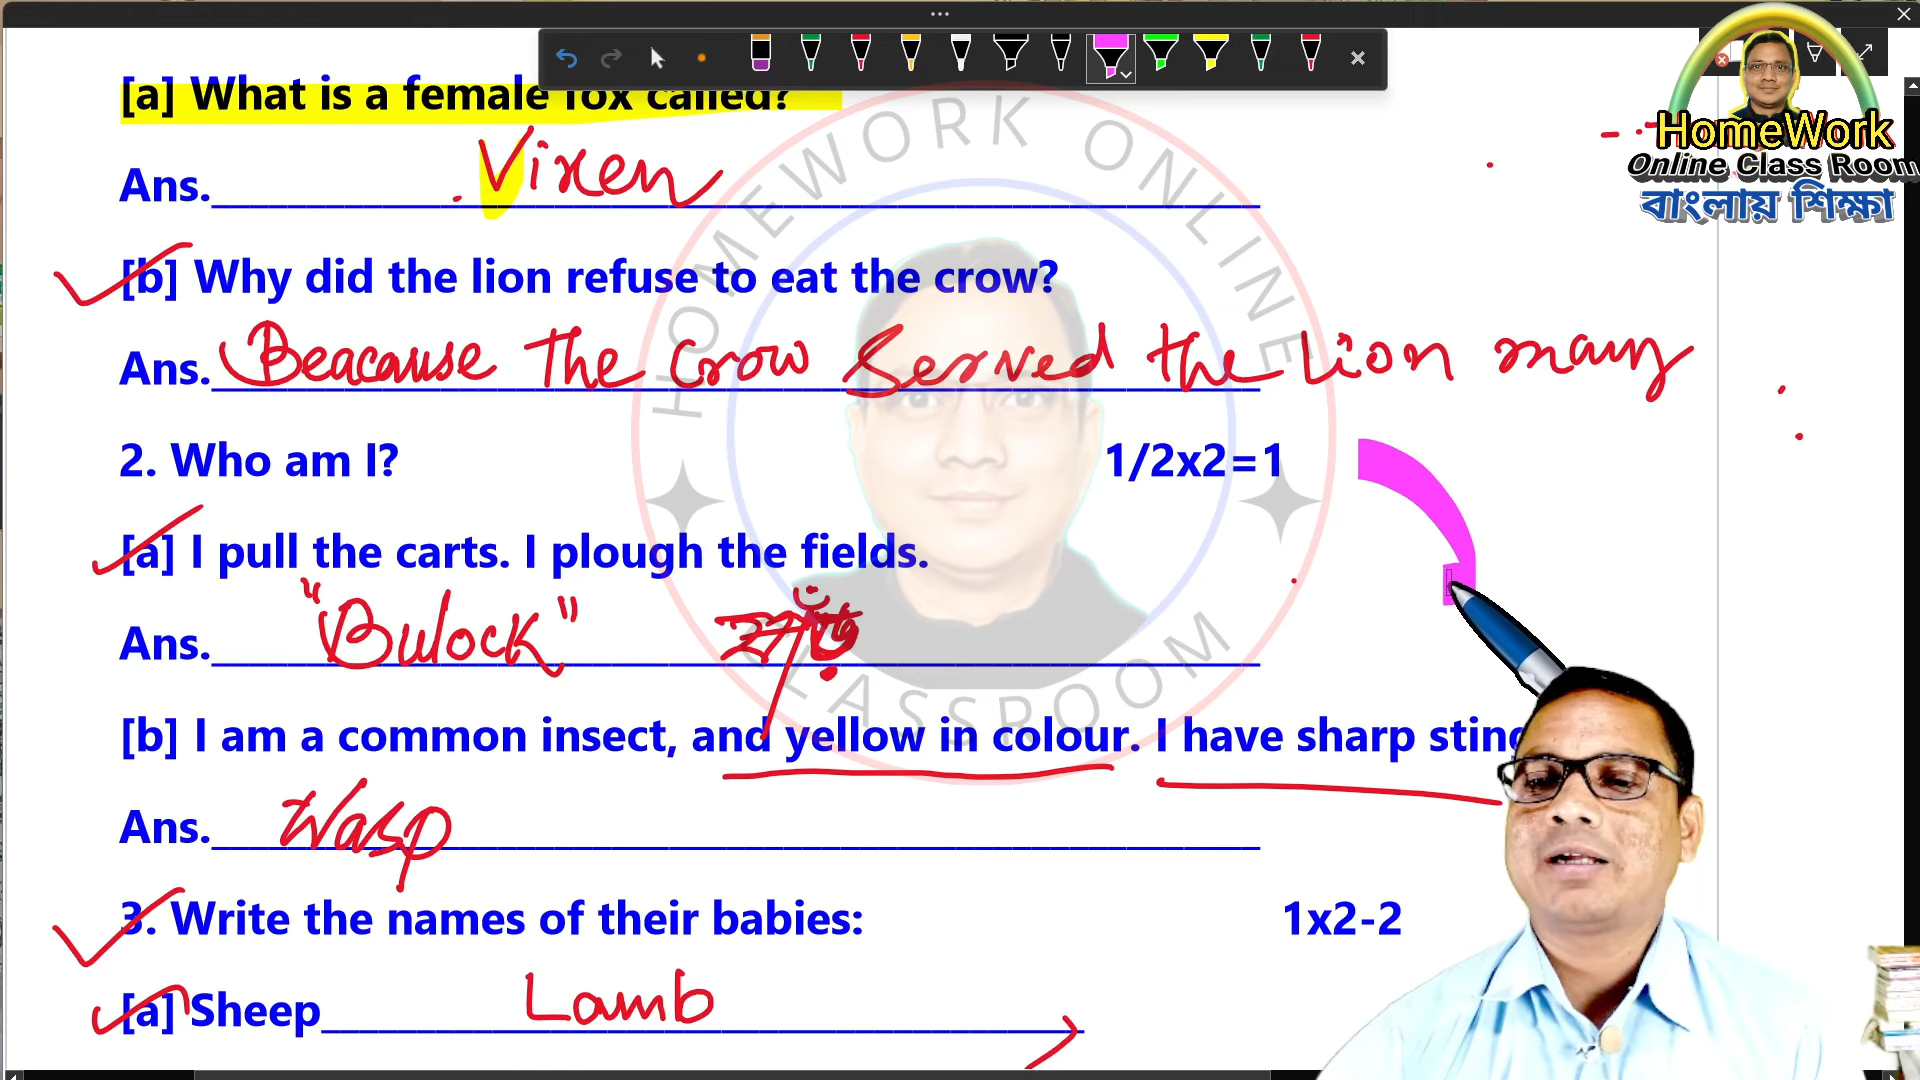 [a] What is a female fox called?
Ans. Vixen
[b] Why did the lion refuse to eat the crow?
Ans. Beacause the crow served the lion many
2. Who am I? 1/2x2=1
[a] I pull the carts. I plough the fields.
Ans. "Bulock"
[b] I am a common insect, and yellow in colour. I have sharp sting
Ans. Wasp
3. Write the names of their babies: 1x2-2
[a] Sheep Lamb
HomeWork
Online Class Room
বাংলায় শিক্ষা
HOMEWORK ONLINE
CLASSROOM